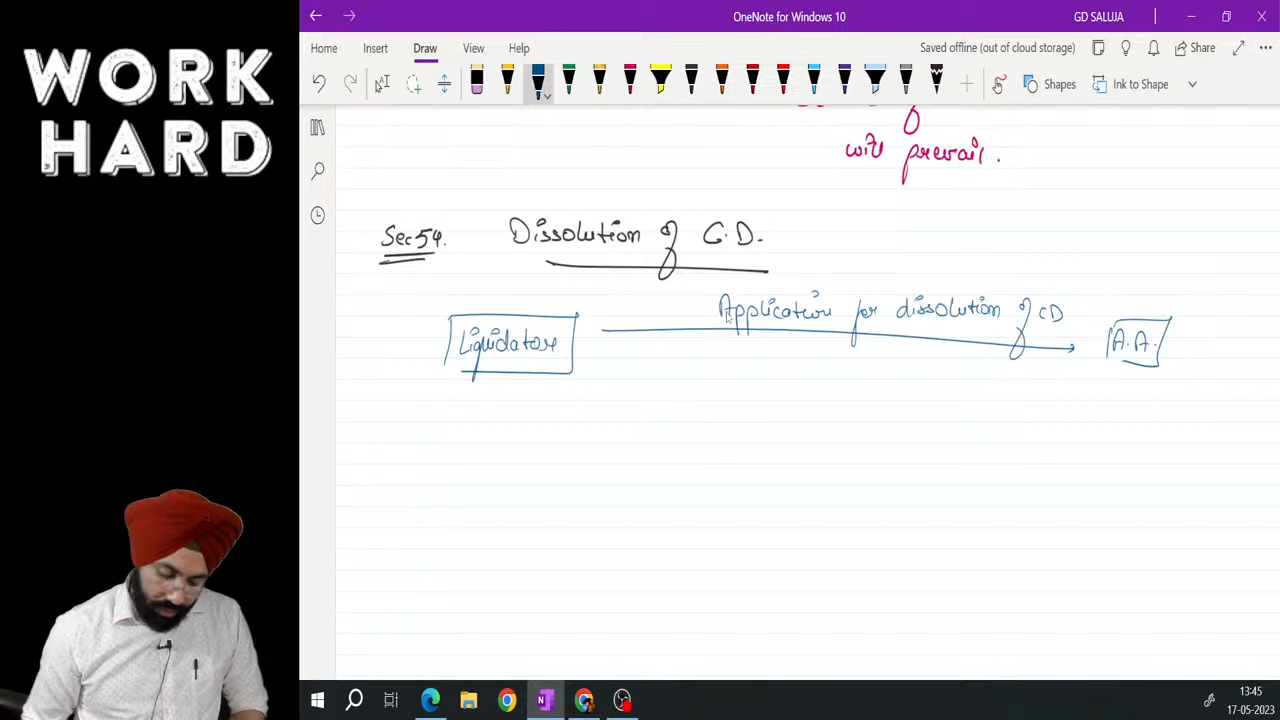 WORK
HARD
OneNote for Windows 10
GD SALUJA
Home Insert Draw View Help
Saved offline (out of cloud storage)
Share
Shapes
Ink to Shape
will prevail.
Sec 54. Dissolution of C.D.
Application for dissolution of CD
Liquidator
A.A.
13:45
17-05-2023